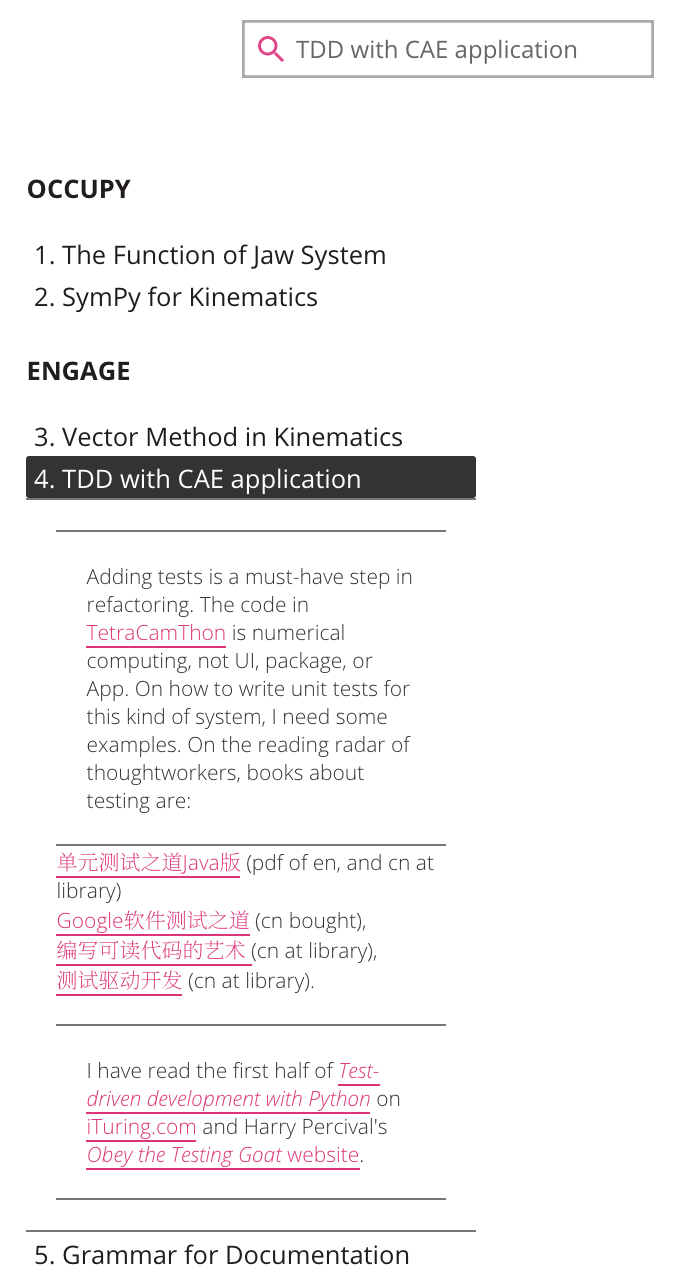 TDD with CAE application
OCCUPY
1. The Function of Jaw System
2. SymPy for Kinematics
ENGAGE
3. Vector Method in Kinematics
4. TDD with CAE application
Adding tests is a must-have step in
refactoring. The code in
TetraCamThon is numerical
computing, not UI, package, or
App. On how to write unit tests for
this kind of system, I need some
examples. On the reading radar of
thoughtworkers, books about
testing are:
单元测试之道Java版 (pdf of en, and cn at
library)
Google软件测试之道 (cn bought),
编写可读代码的艺术 (cn at library),
测试驱动开发 (cn at library).
I have read the first half of Test-
driven development with Python on
iTuring.com and Harry Percival's
Obey the Testing Goat website.
5. Grammar for Documentation